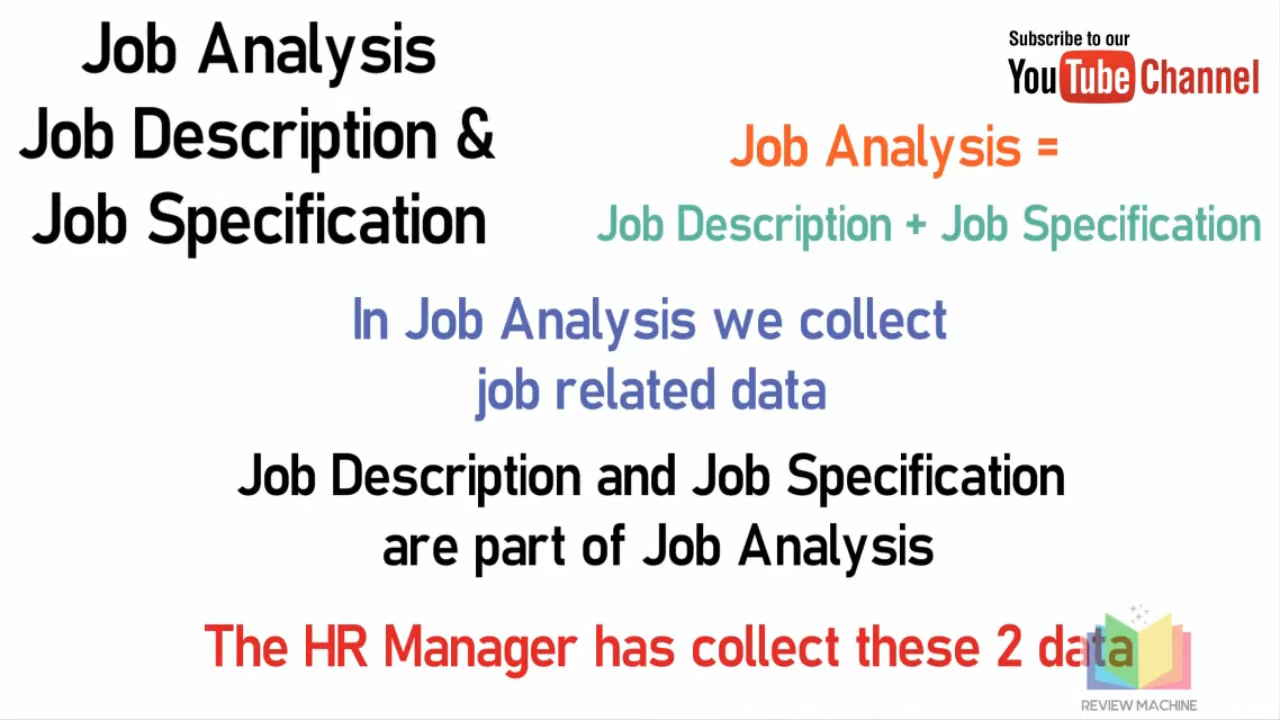 Job Analysis
Job Description &
Job Specification
Subscribe to our
YouTube Channel
Job Analysis =
Job Description + Job Specification
In Job Analysis we collect
job related data
Job Description and Job Specification
are part of Job Analysis
The HR Manager has collect these 2 data
REVIEW MACHINE